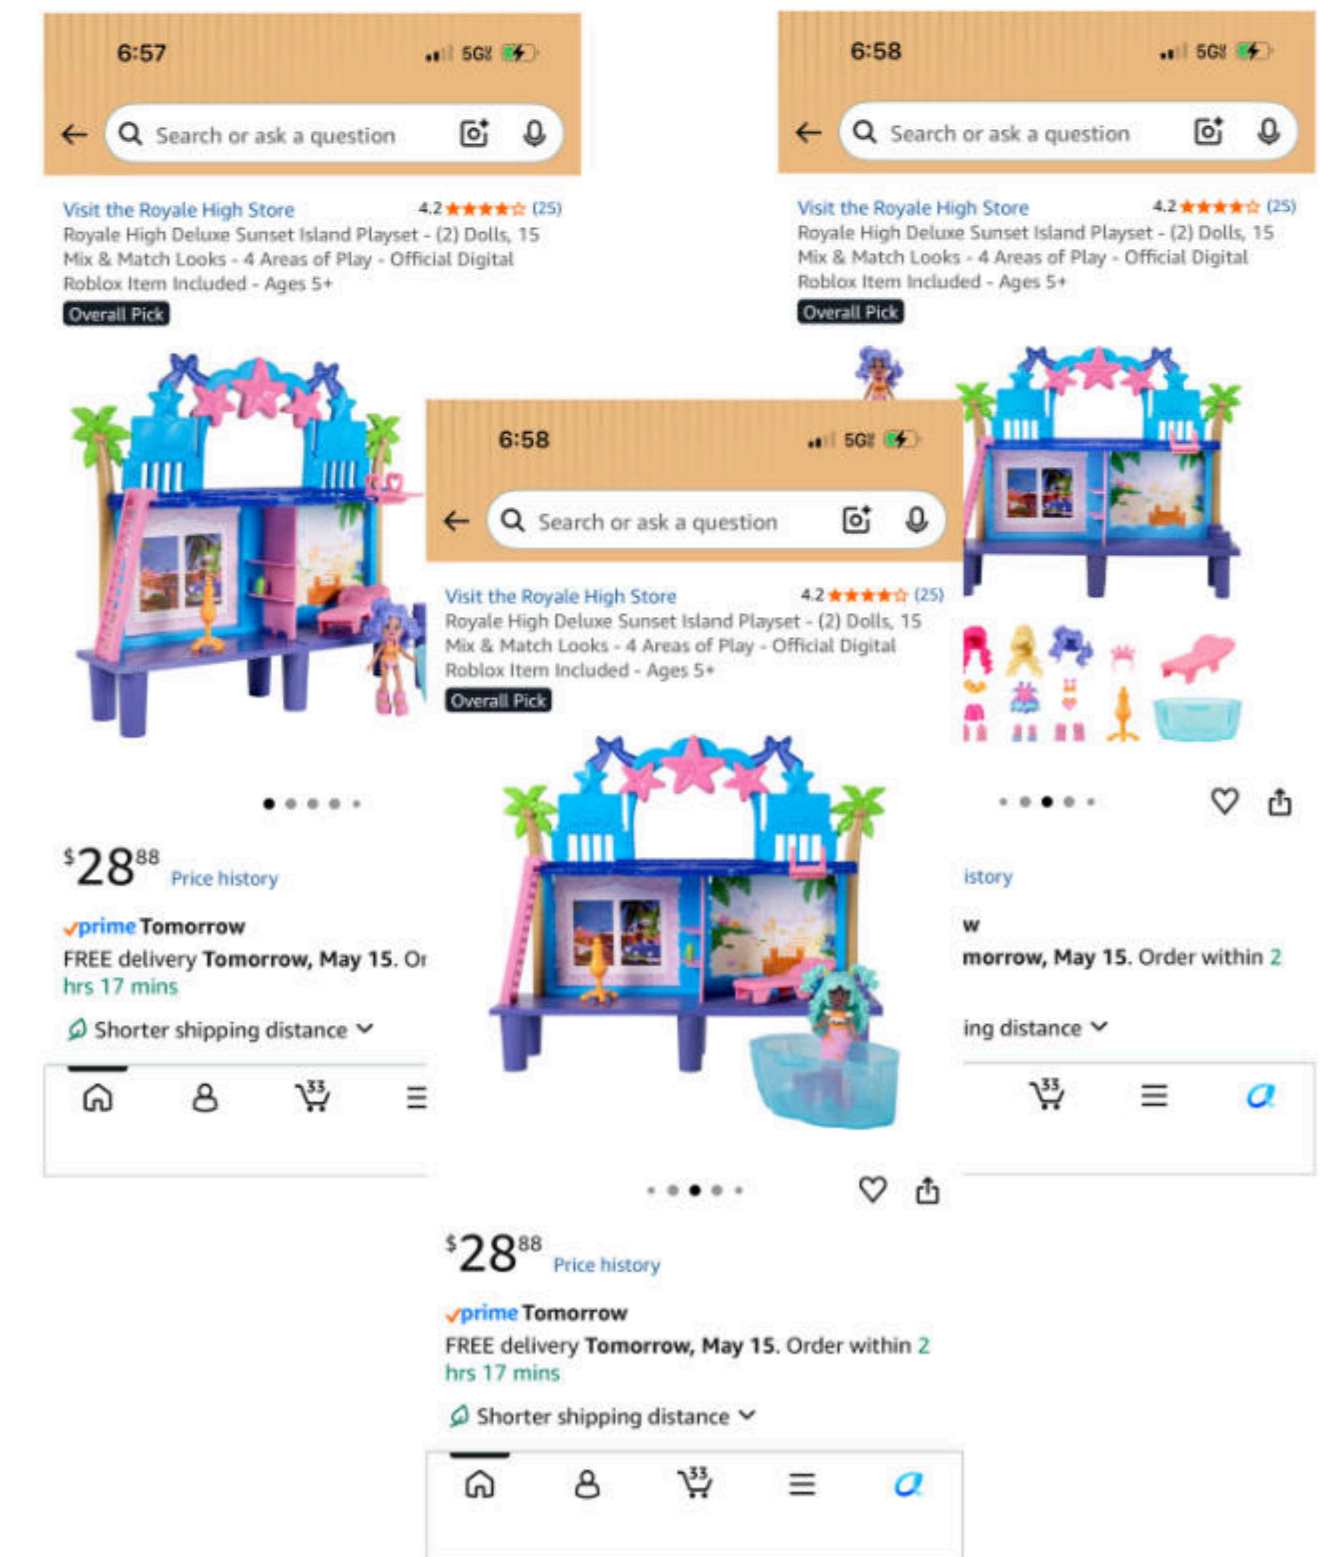 6:57
5G
Search or ask a question
Visit the Royale High Store
4.2 (25)
Royale High Deluxe Sunset Island Playset - (2) Dolls, 15
Mix & Match Looks - 4 Areas of Play - Official Digital
Roblox Item Included - Ages 5+
Overall Pick
$28 88
Price history
prime Tomorrow
FREE delivery Tomorrow, May 15. Or
hrs 17 mins
Shorter shipping distance
33
6:58
5G
Search or ask a question
Visit the Royale High Store
4.2 (25)
Royale High Deluxe Sunset Island Playset - (2) Dolls, 15
Mix & Match Looks - 4 Areas of Play - Official Digital
Roblox Item Included - Ages 5+
Overall Pick
$28 88
Price history
prime Tomorrow
FREE delivery Tomorrow, May 15. Order within 2
hrs 17 mins
Shorter shipping distance
33
6:58
5G
Search or ask a question
Visit the Royale High Store
4.2 (25)
Royale High Deluxe Sunset Island Playset - (2) Dolls, 15
Mix & Match Looks - 4 Areas of Play - Official Digital
Roblox Item Included - Ages 5+
Overall Pick
istory
w
morrow, May 15. Order within 2
ing distance
33